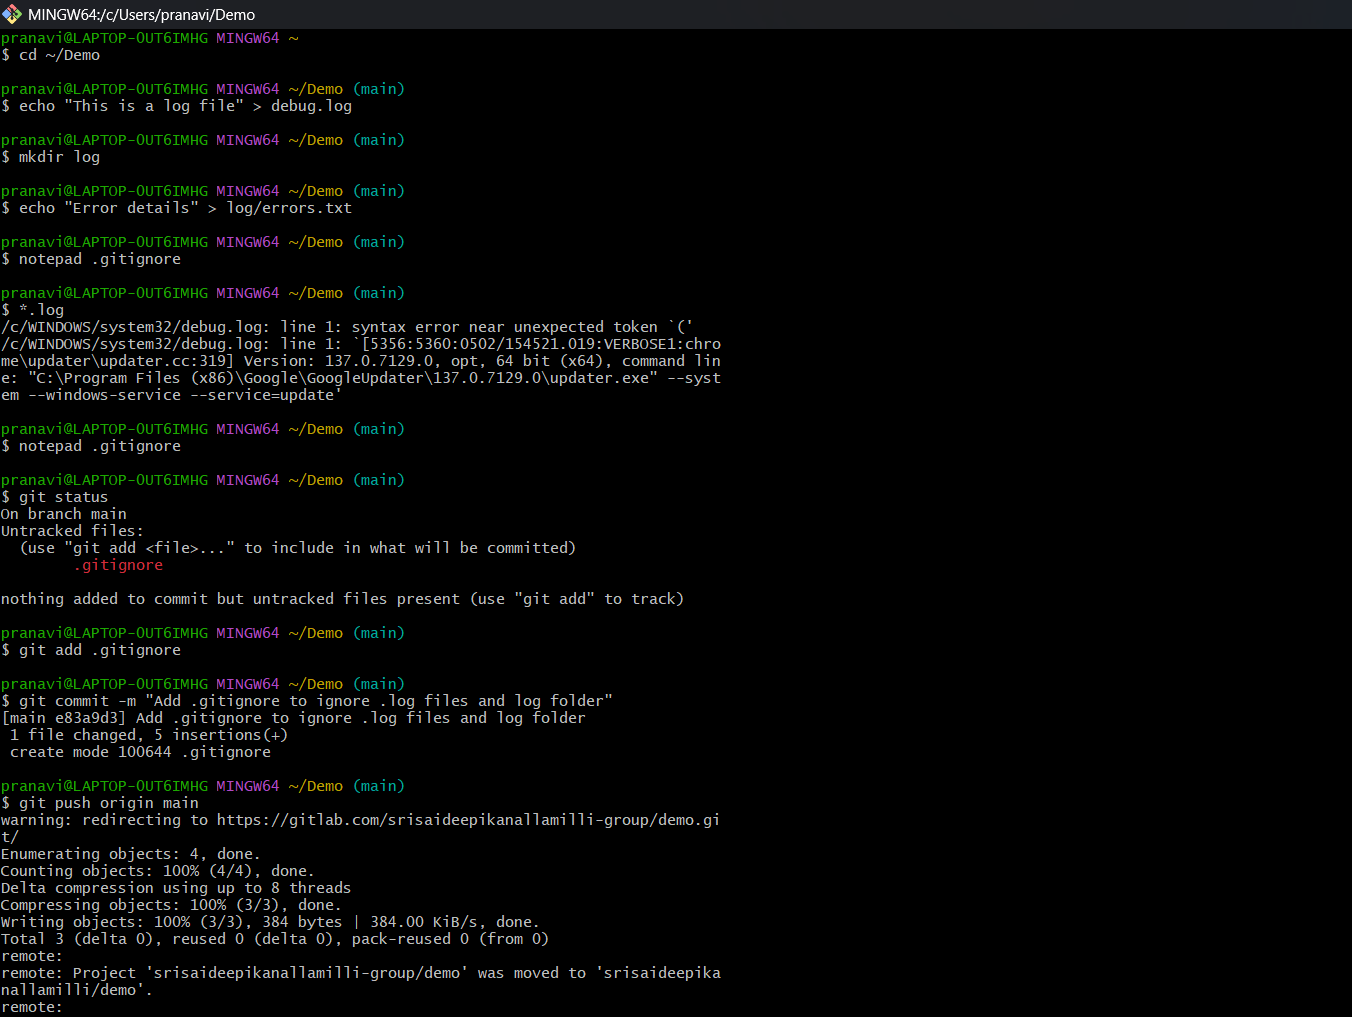 MINGW64:/c/Users/pranavi/Demo
pranavi@LAPTOP-OUT6IMHG MINGW64 ~
$ cd ~/Demo
pranavi@LAPTOP-OUT6IMHG MINGW64 ~/Demo (main)
$ echo "This is a log file" > debug.log
pranavi@LAPTOP-OUT6IMHG MINGW64 ~/Demo (main)
$ mkdir log
pranavi@LAPTOP-OUT6IMHG MINGW64 ~/Demo (main)
$ echo "Error details" > log/errors.txt
pranavi@LAPTOP-OUT6IMHG MINGW64 ~/Demo (main)
$ notepad .gitignore
pranavi@LAPTOP-OUT6IMHG MINGW64 ~/Demo (main)
$ *.log
/c/WINDOWS/system32/debug.log: line 1: syntax error near unexpected token `('
/c/WINDOWS/system32/debug.log: line 1: `[5356:5360:0502/154521.019:VERBOSE1:chro
me\updater\updater.cc:319] Version: 137.0.7129.0, opt, 64 bit (x64), command lin
e: "C:\Program Files (x86)\Google\GoogleUpdater\137.0.7129.0\updater.exe" --syst
em --windows-service --service=update'
pranavi@LAPTOP-OUT6IMHG MINGW64 ~/Demo (main)
$ notepad .gitignore
pranavi@LAPTOP-OUT6IMHG MINGW64 ~/Demo (main)
$ git status
On branch main
Untracked files:
  (use "git add <file>..." to include in what will be committed)
        .gitignore
nothing added to commit but untracked files present (use "git add" to track)
pranavi@LAPTOP-OUT6IMHG MINGW64 ~/Demo (main)
$ git add .gitignore
pranavi@LAPTOP-OUT6IMHG MINGW64 ~/Demo (main)
$ git commit -m "Add .gitignore to ignore .log files and log folder"
[main e83a9d3] Add .gitignore to ignore .log files and log folder
 1 file changed, 5 insertions(+)
 create mode 100644 .gitignore
pranavi@LAPTOP-OUT6IMHG MINGW64 ~/Demo (main)
$ git push origin main
warning: redirecting to https://gitlab.com/srisaideepikanallamilli-group/demo.gi
t/
Enumerating objects: 4, done.
Counting objects: 100% (4/4), done.
Delta compression using up to 8 threads
Compressing objects: 100% (3/3), done.
Writing objects: 100% (3/3), 384 bytes | 384.00 KiB/s, done.
Total 3 (delta 0), reused 0 (delta 0), pack-reused 0 (from 0)
remote:
remote: Project 'srisaideepikanallamilli-group/demo' was moved to 'srisaideepika
nallamilli/demo'.
remote: